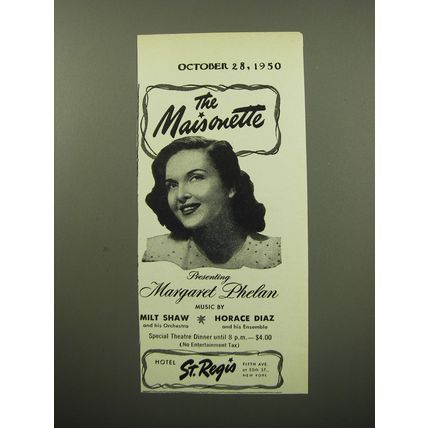 OCTOBER 28, 1950
The
Maisonette
Presenting
Margaret Phelan
MUSIC BY
MILT SHAW * HORACE DIAZ
and his Orchestra and his Ensemble
Special Theatre Dinner until 8 p.m.—$4.00
(No Entertainment Tax)
HOTEL St. Regis FIFTH AVE.
at 55th ST.
NEW YORK